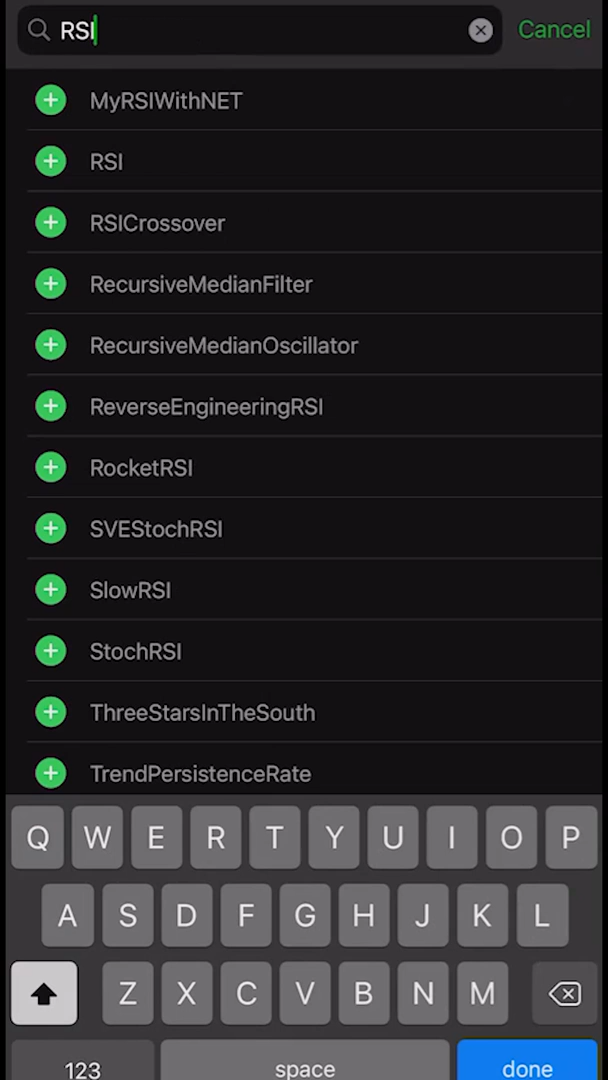 RSI
Cancel
MyRSIWithNET
RSI
RSICrossover
RecursiveMedianFilter
RecursiveMedianOscillator
ReverseEngineeringRSI
RocketRSI
SVEStochRSI
SlowRSI
StochRSI
ThreeStarsInTheSouth
TrendPersistenceRate
Q W E R T Y U I O P
A S D F G H J K L
Z X C V B N M
123 space done